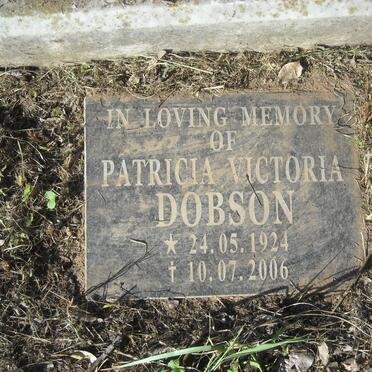 IN LOVING MEMORY
OF
PATRICIA VICTORIA
DOBSON
★ 24.05.1924
† 10.07.2006